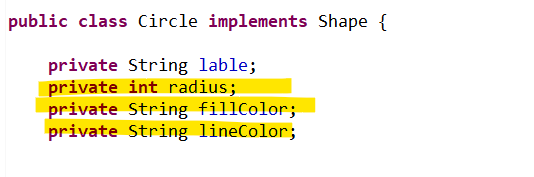 public class Circle implements Shape {
private String lable;
private int radius;
private String fillColor;
private String lineColor;